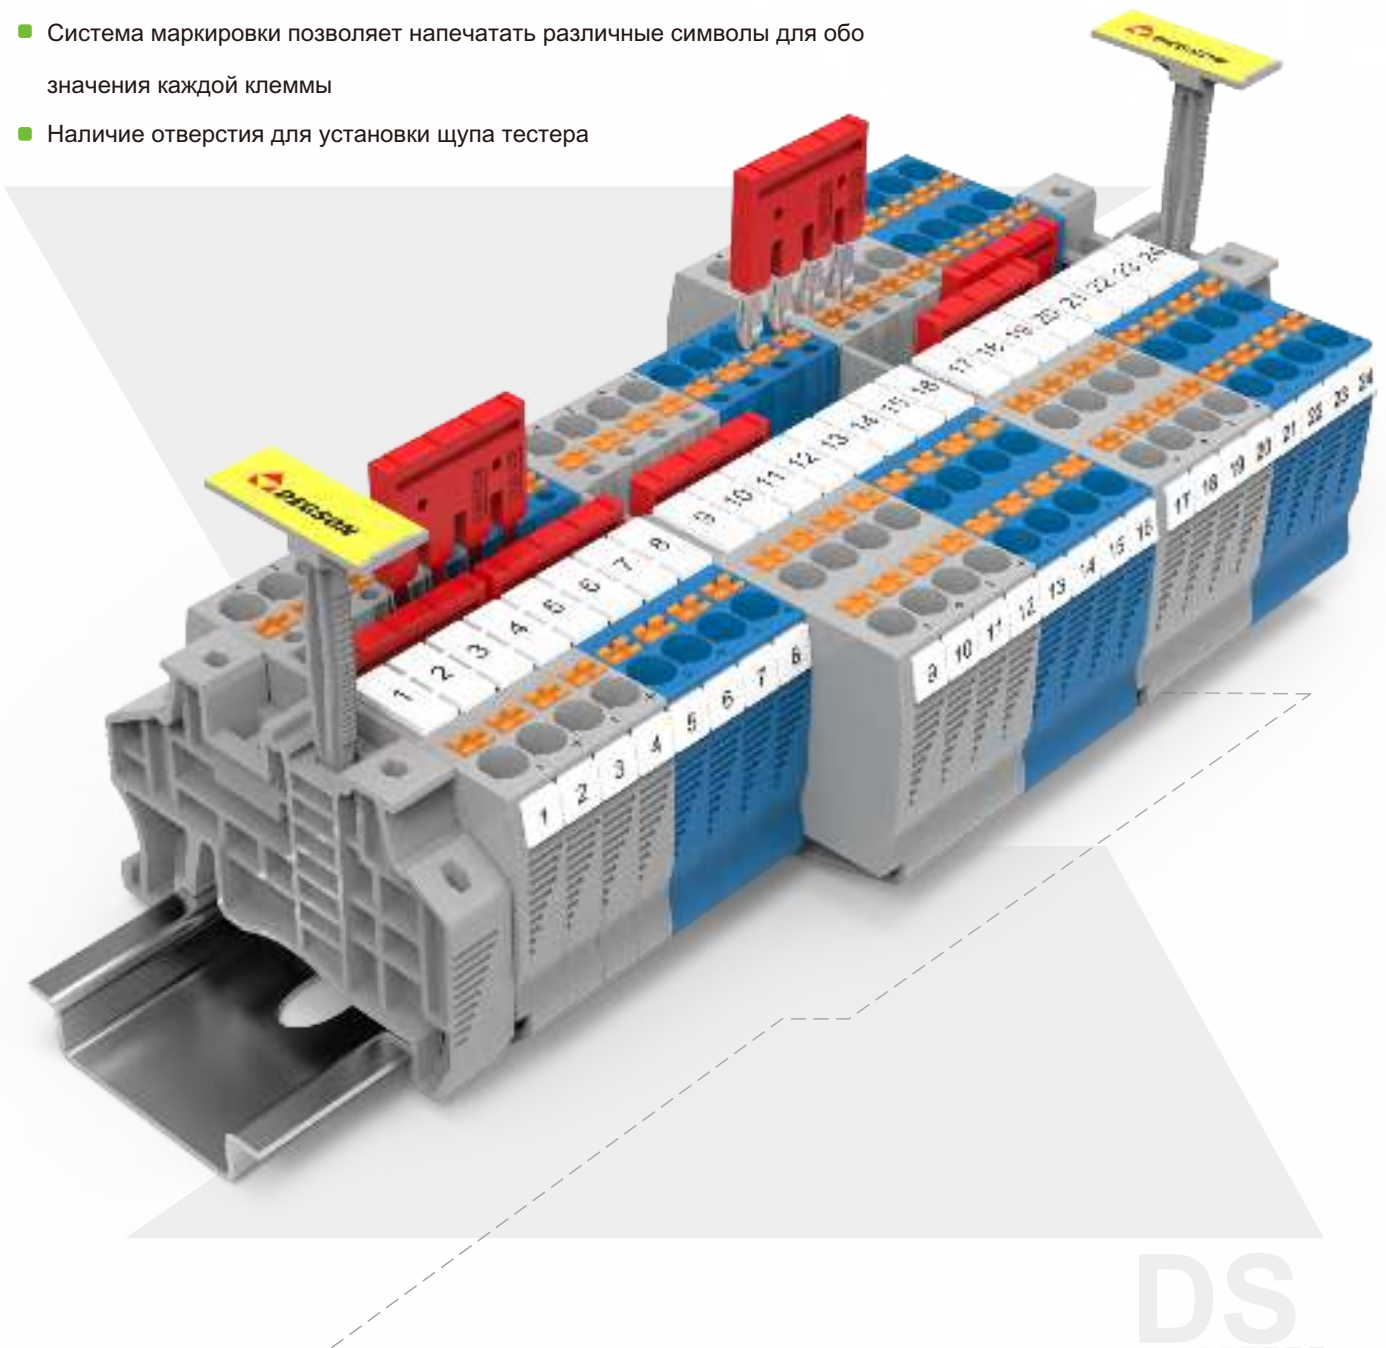 Система маркировки позволяет напечатать различные символы для обо
значения каждой клеммы
Наличие отверстия для установки щупа тестера
DEGSON
DEGSON
1 2 3 4 5 6 7 8
9 10 11 12 13 14 15 16
17 18 19 20 21 22 23 24
1 2 3 4 5 6 7 8
9 10 11 12 13 14 15 16
17 18 19 20 21 22 23 24
DS